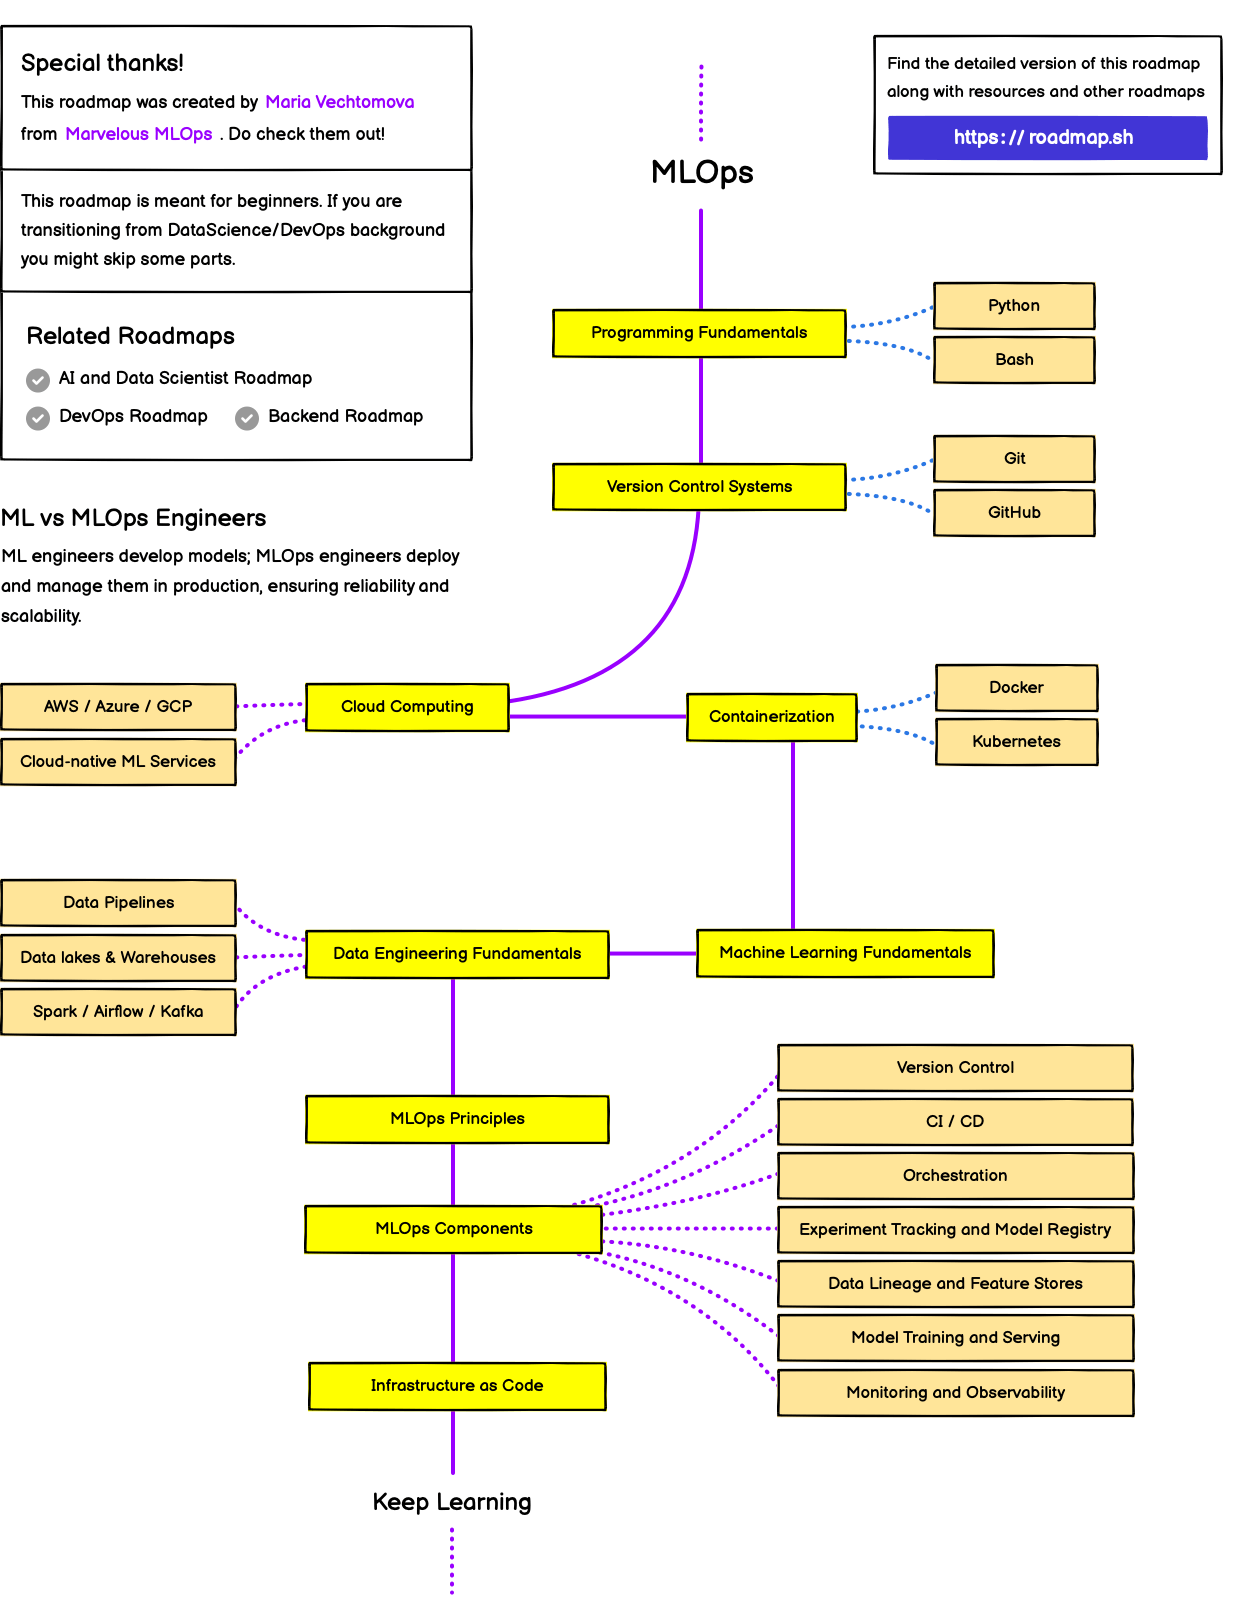 Special thanks!
This roadmap was created by Maria Vechtomova
from Marvelous MLOps . Do check them out!
This roadmap is meant for beginners. If you are
transitioning from DataScience/DevOps background
you might skip some parts.
Related Roadmaps
AI and Data Scientist Roadmap
DevOps Roadmap
Backend Roadmap
Find the detailed version of this roadmap
along with resources and other roadmaps
https://roadmap.sh
MLOps
Programming Fundamentals
Python
Bash
Version Control Systems
Git
GitHub
ML vs MLOps Engineers
ML engineers develop models; MLOps engineers deploy
and manage them in production, ensuring reliability and
scalability.
AWS / Azure / GCP
Cloud-native ML Services
Cloud Computing
Containerization
Docker
Kubernetes
Data Pipelines
Data lakes & Warehouses
Spark / Airflow / Kafka
Data Engineering Fundamentals
Machine Learning Fundamentals
MLOps Principles
MLOps Components
Version Control
CI / CD
Orchestration
Experiment Tracking and Model Registry
Data Lineage and Feature Stores
Model Training and Serving
Monitoring and Observability
Infrastructure as Code
Keep Learning